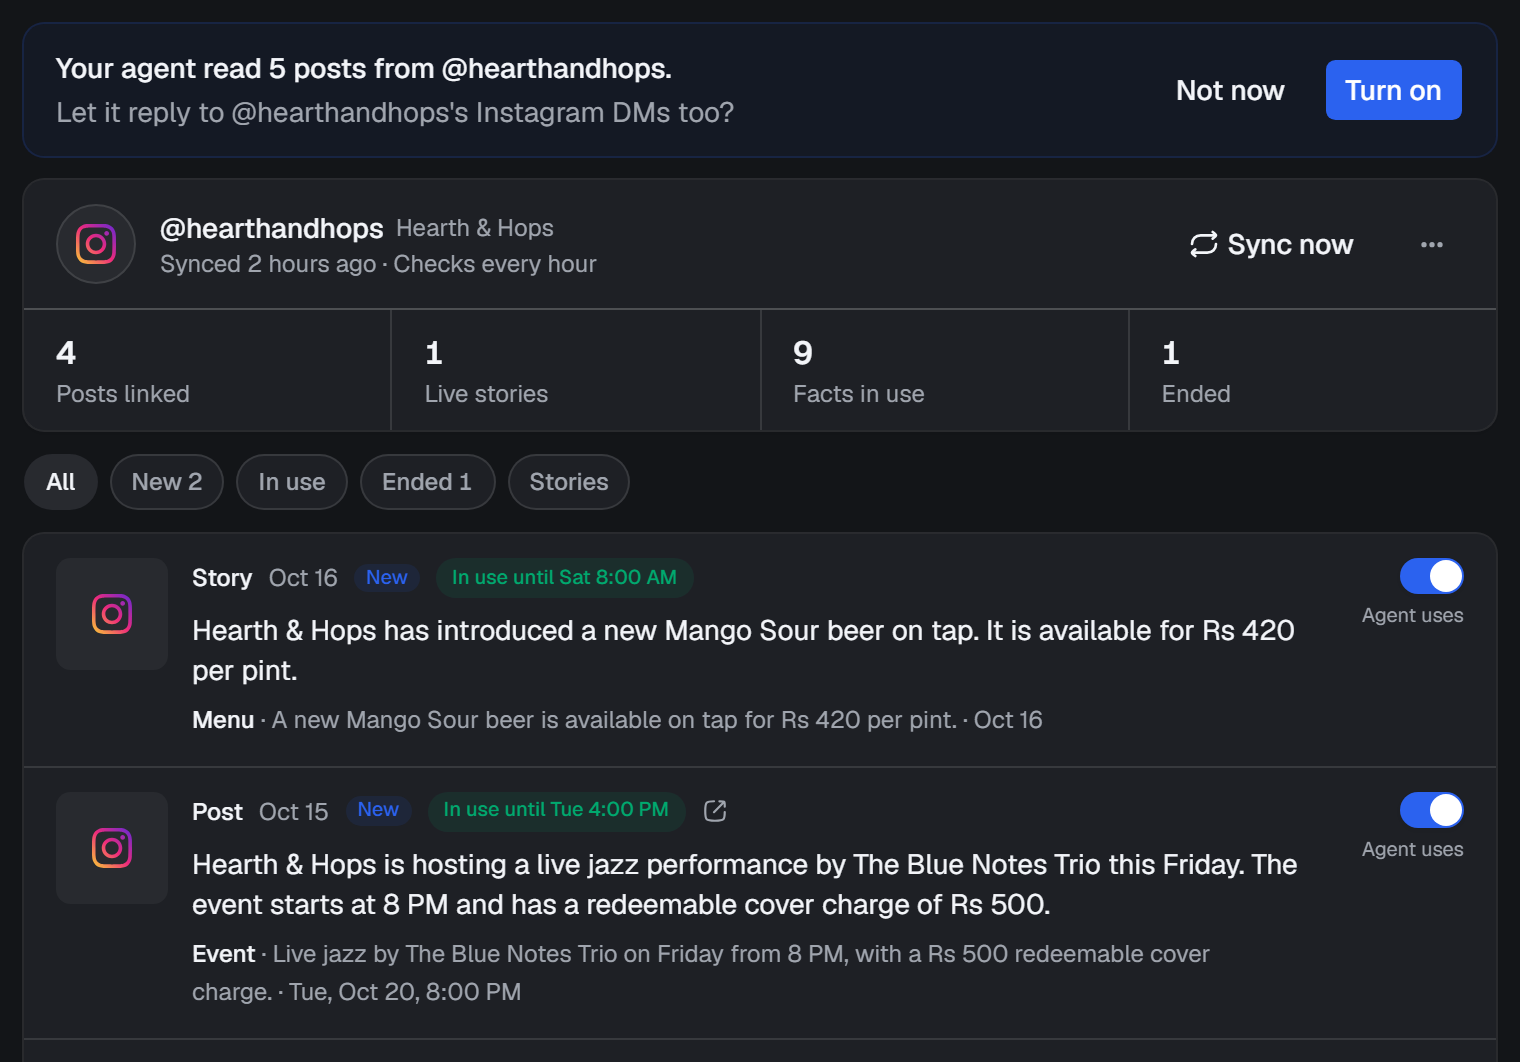 Your agent read 5 posts from @hearthandhops.
Let it reply to @hearthandhops's Instagram DMs too?
Not now
Turn on
@hearthandhops Hearth & Hops
Synced 2 hours ago · Checks every hour
Sync now
4
Posts linked
1
Live stories
9
Facts in use
1
Ended
All
New 2
In use
Ended 1
Stories
Story Oct 16 New In use until Sat 8:00 AM
Agent uses
Hearth & Hops has introduced a new Mango Sour beer on tap. It is available for Rs 420
per pint.
Menu · A new Mango Sour beer is available on tap for Rs 420 per pint. · Oct 16
Post Oct 15 New In use until Tue 4:00 PM
Agent uses
Hearth & Hops is hosting a live jazz performance by The Blue Notes Trio this Friday. The
event starts at 8 PM and has a redeemable cover charge of Rs 500.
Event · Live jazz by The Blue Notes Trio on Friday from 8 PM, with a Rs 500 redeemable cover
charge. · Tue, Oct 20, 8:00 PM